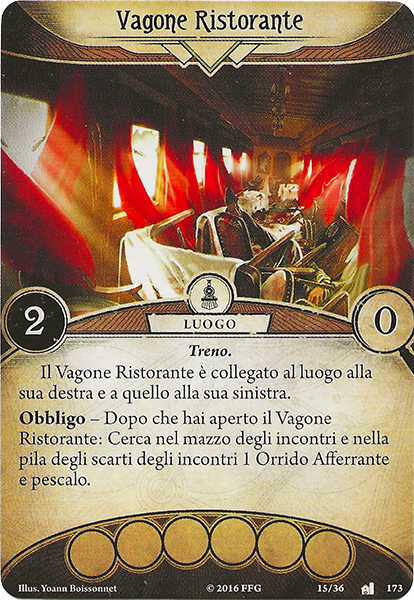 Vagone Ristorante
2
LUOGO
0
Treno.
Il Vagone Ristorante è collegato al luogo alla
sua destra e a quello alla sua sinistra.
Obbligo – Dopo che hai aperto il Vagone
Ristorante: Cerca nel mazzo degli incontri e nella
pila degli scarti degli incontri 1 Orrido Afferrante
e pescalo.
Illus. Yoann Boissonnet © 2016 FFG 15/36 173